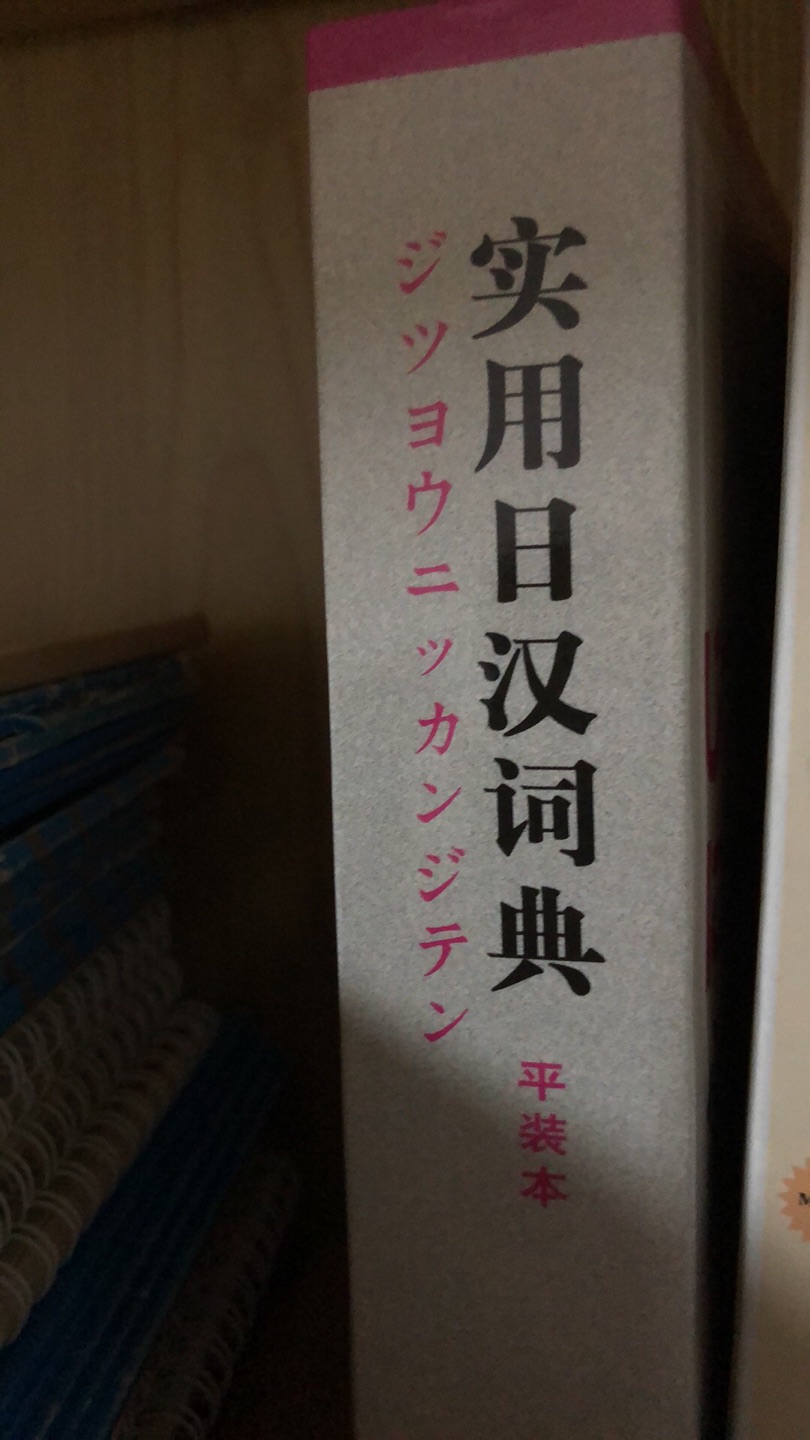 实用日汉词典
ジツヨウニッカンジテン
平装本